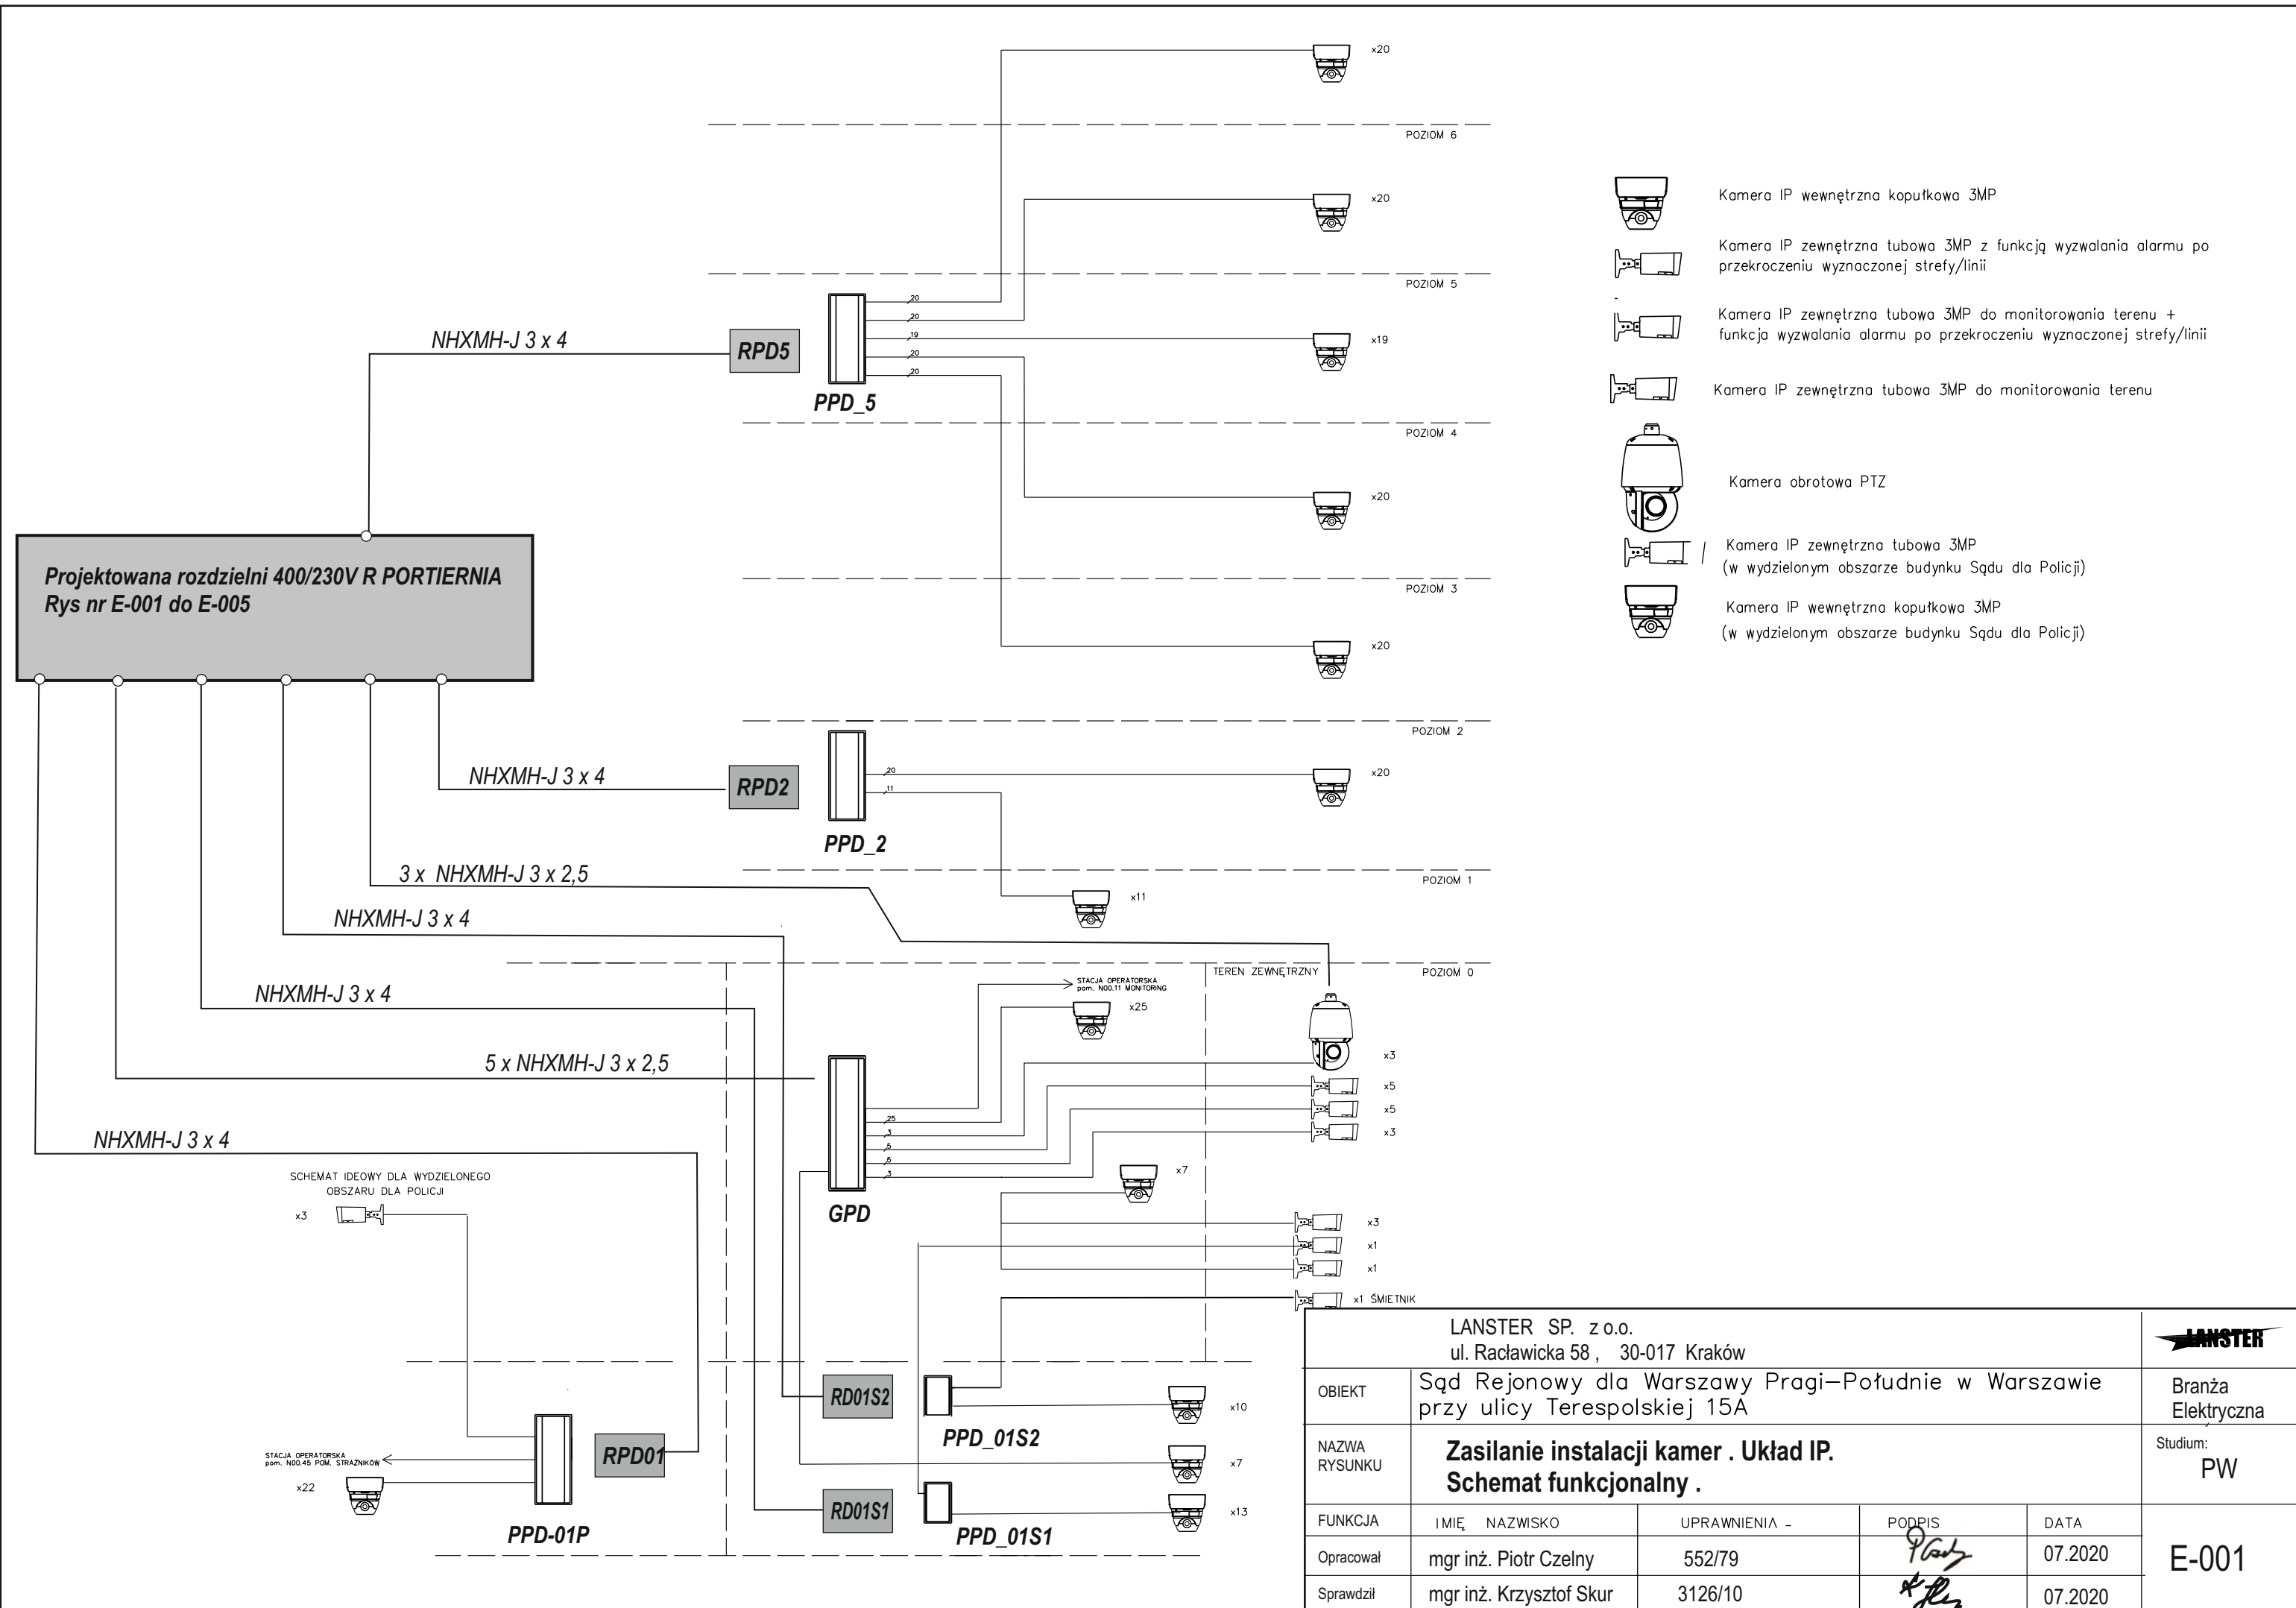 x20
POZIOM 6
x20
POZIOM 5
20
20
19
20
20
x19
NHXMH-J 3 x 4
RPD5
PPD_5
POZIOM 4
x20
POZIOM 3
x20
POZIOM 2
Kamera IP wewnętrzna kopułkowa 3MP
Kamera IP zewnętrzna tubowa 3MP z funkcją wyzwalania alarmu po
przekroczeniu wyznaczonej strefy/linii
-
Kamera IP zewnętrzna tubowa 3MP do monitorowania terenu +
funkcja wyzwalania alarmu po przekroczeniu wyznaczonej strefy/linii
Kamera IP zewnętrzna tubowa 3MP do monitorowania terenu
Kamera obrotowa PTZ
/ Kamera IP zewnętrzna tubowa 3MP
(w wydzielonym obszarze budynku Sądu dla Policji)
Kamera IP wewnętrzna kopułkowa 3MP
(w wydzielonym obszarze budynku Sądu dla Policji)
Projektowana rozdzielni 400/230V R PORTIERNIA
Rys nr E-001 do E-005
NHXMH-J 3 x 4
RPD2
PPD_2
20
11
x20
POZIOM 1
3 x NHXMH-J 3 x 2,5
x11
NHXMH-J 3 x 4
TEREN ZEWNĘTRZNY
POZIOM 0
STACJA OPERATORSKA
pom. N00.11 MONITORING
NHXMH-J 3 x 4
x25
5 x NHXMH-J 3 x 2,5
x3
x5
x5
x3
25
3
5
5
3
GPD
NHXMH-J 3 x 4
x7
SCHEMAT IDEOWY DLA WYDZIELONEGO
OBSZARU DLA POLICJI
x3
x3
x1
x1
x1 ŚMIETNIK
RD01S2
PPD_01S2
x10
STACJA OPERATORSKA
pom. N00.45 POM. STRAŻNIKÓW
RPD01
x7
x22
PPD-01P
RD01S1
PPD_01S1
x13
LANSTER SP. z o.o.
ul. Racławicka 58 , 30-017 Kraków
LANSTER
OBIEKT
Sąd Rejonowy dla Warszawy Pragi-Południe w Warszawie
przy ulicy Terespolskiej 15A
Branża
Elektryczna
NAZWA
RYSUNKU
Zasilanie instalacji kamer . Układ IP.
Schemat funkcjonalny .
Studium:
PW
FUNKCJA IMIĘ NAZWISKO UPRAWNIENIA - PODPIS DATA
Opracował mgr inż. Piotr Czelny 552/79 07.2020
E-001
Sprawdził mgr inż. Krzysztof Skur 3126/10 07.2020